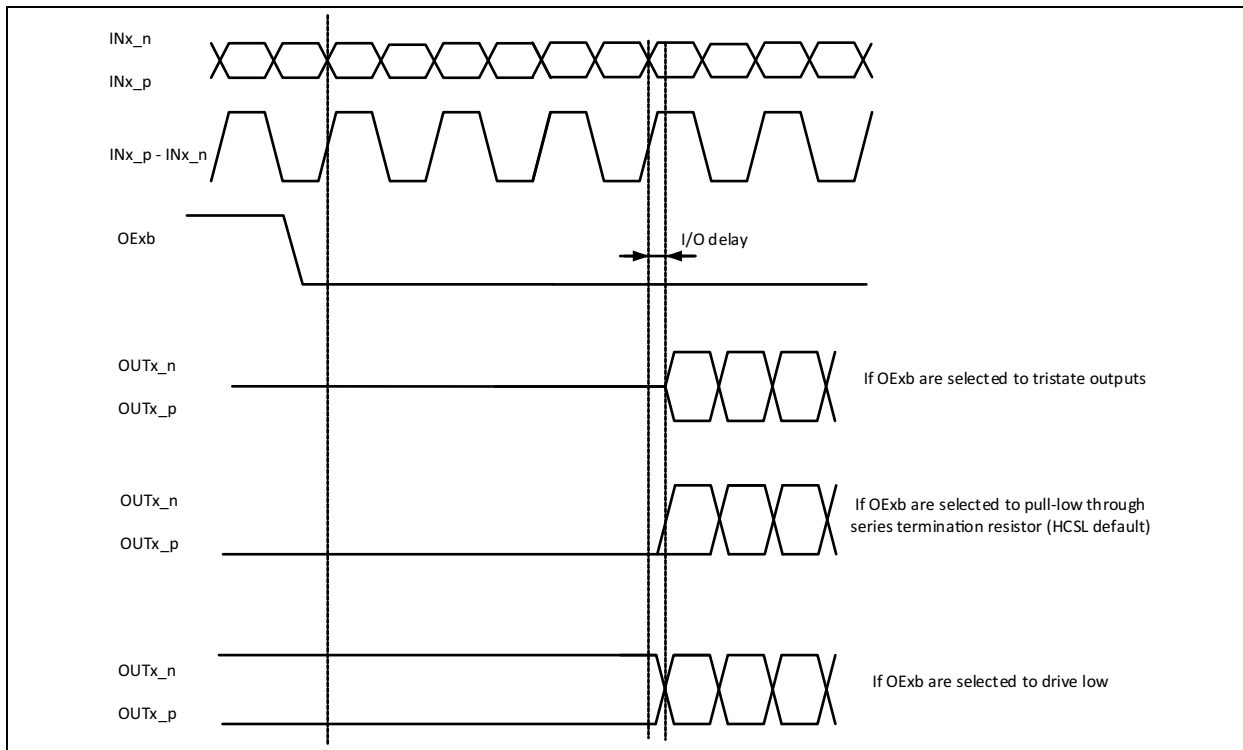 INx_n
INx_p
INx_p - INx_n
OExb
I/O delay
OUTx_n
OUTx_p
If OExb are selected to tristate outputs
OUTx_n
OUTx_p
If OExb are selected to pull-low through
series termination resistor (HCSL default)
OUTx_n
OUTx_p
If OExb are selected to drive low